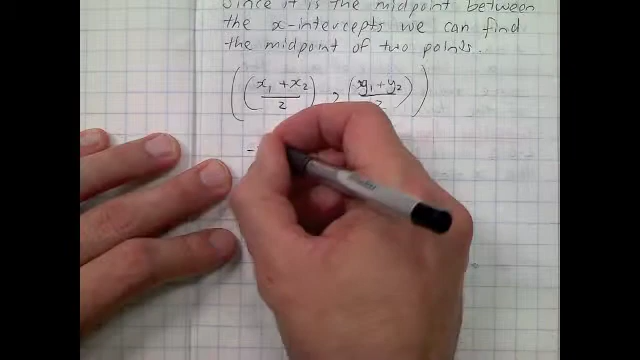 Since it is the midpoint between
the x-intercepts we can find
the midpoint of two points.
((x₁ + x₂)/2 , (y₁ + y₂)/2)
-